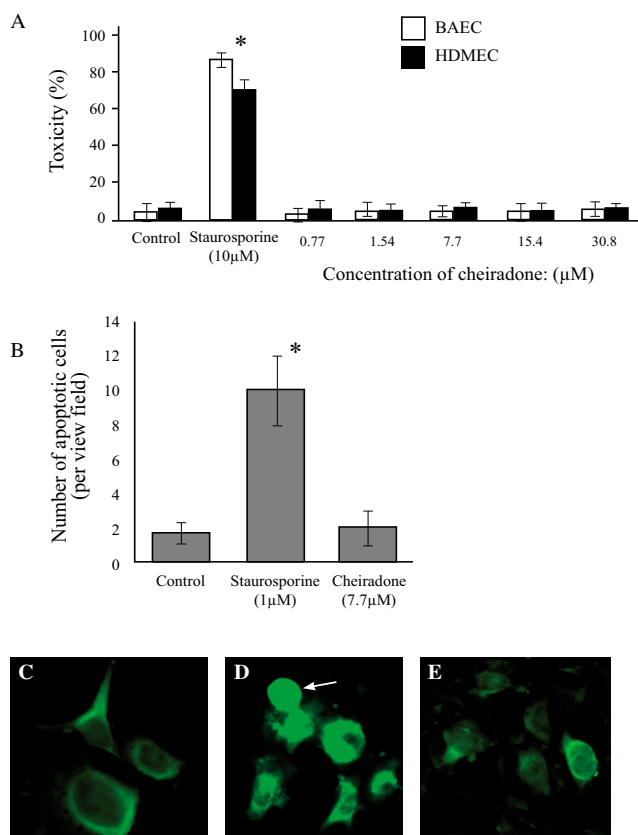 A
BAEC
HDMEC
Toxicity (%)
100
80
60
40
20
0
*
Control
Staurosporine
(10µM)
0.77
1.54
7.7
15.4
30.8
Concentration of cheiradone: (µM)
B
Number of apoptotic cells
(per view field)
14
12
10
8
6
4
2
0
*
Control
Staurosporine
(1µM)
Cheiradone
(7.7µM)
C
D
E